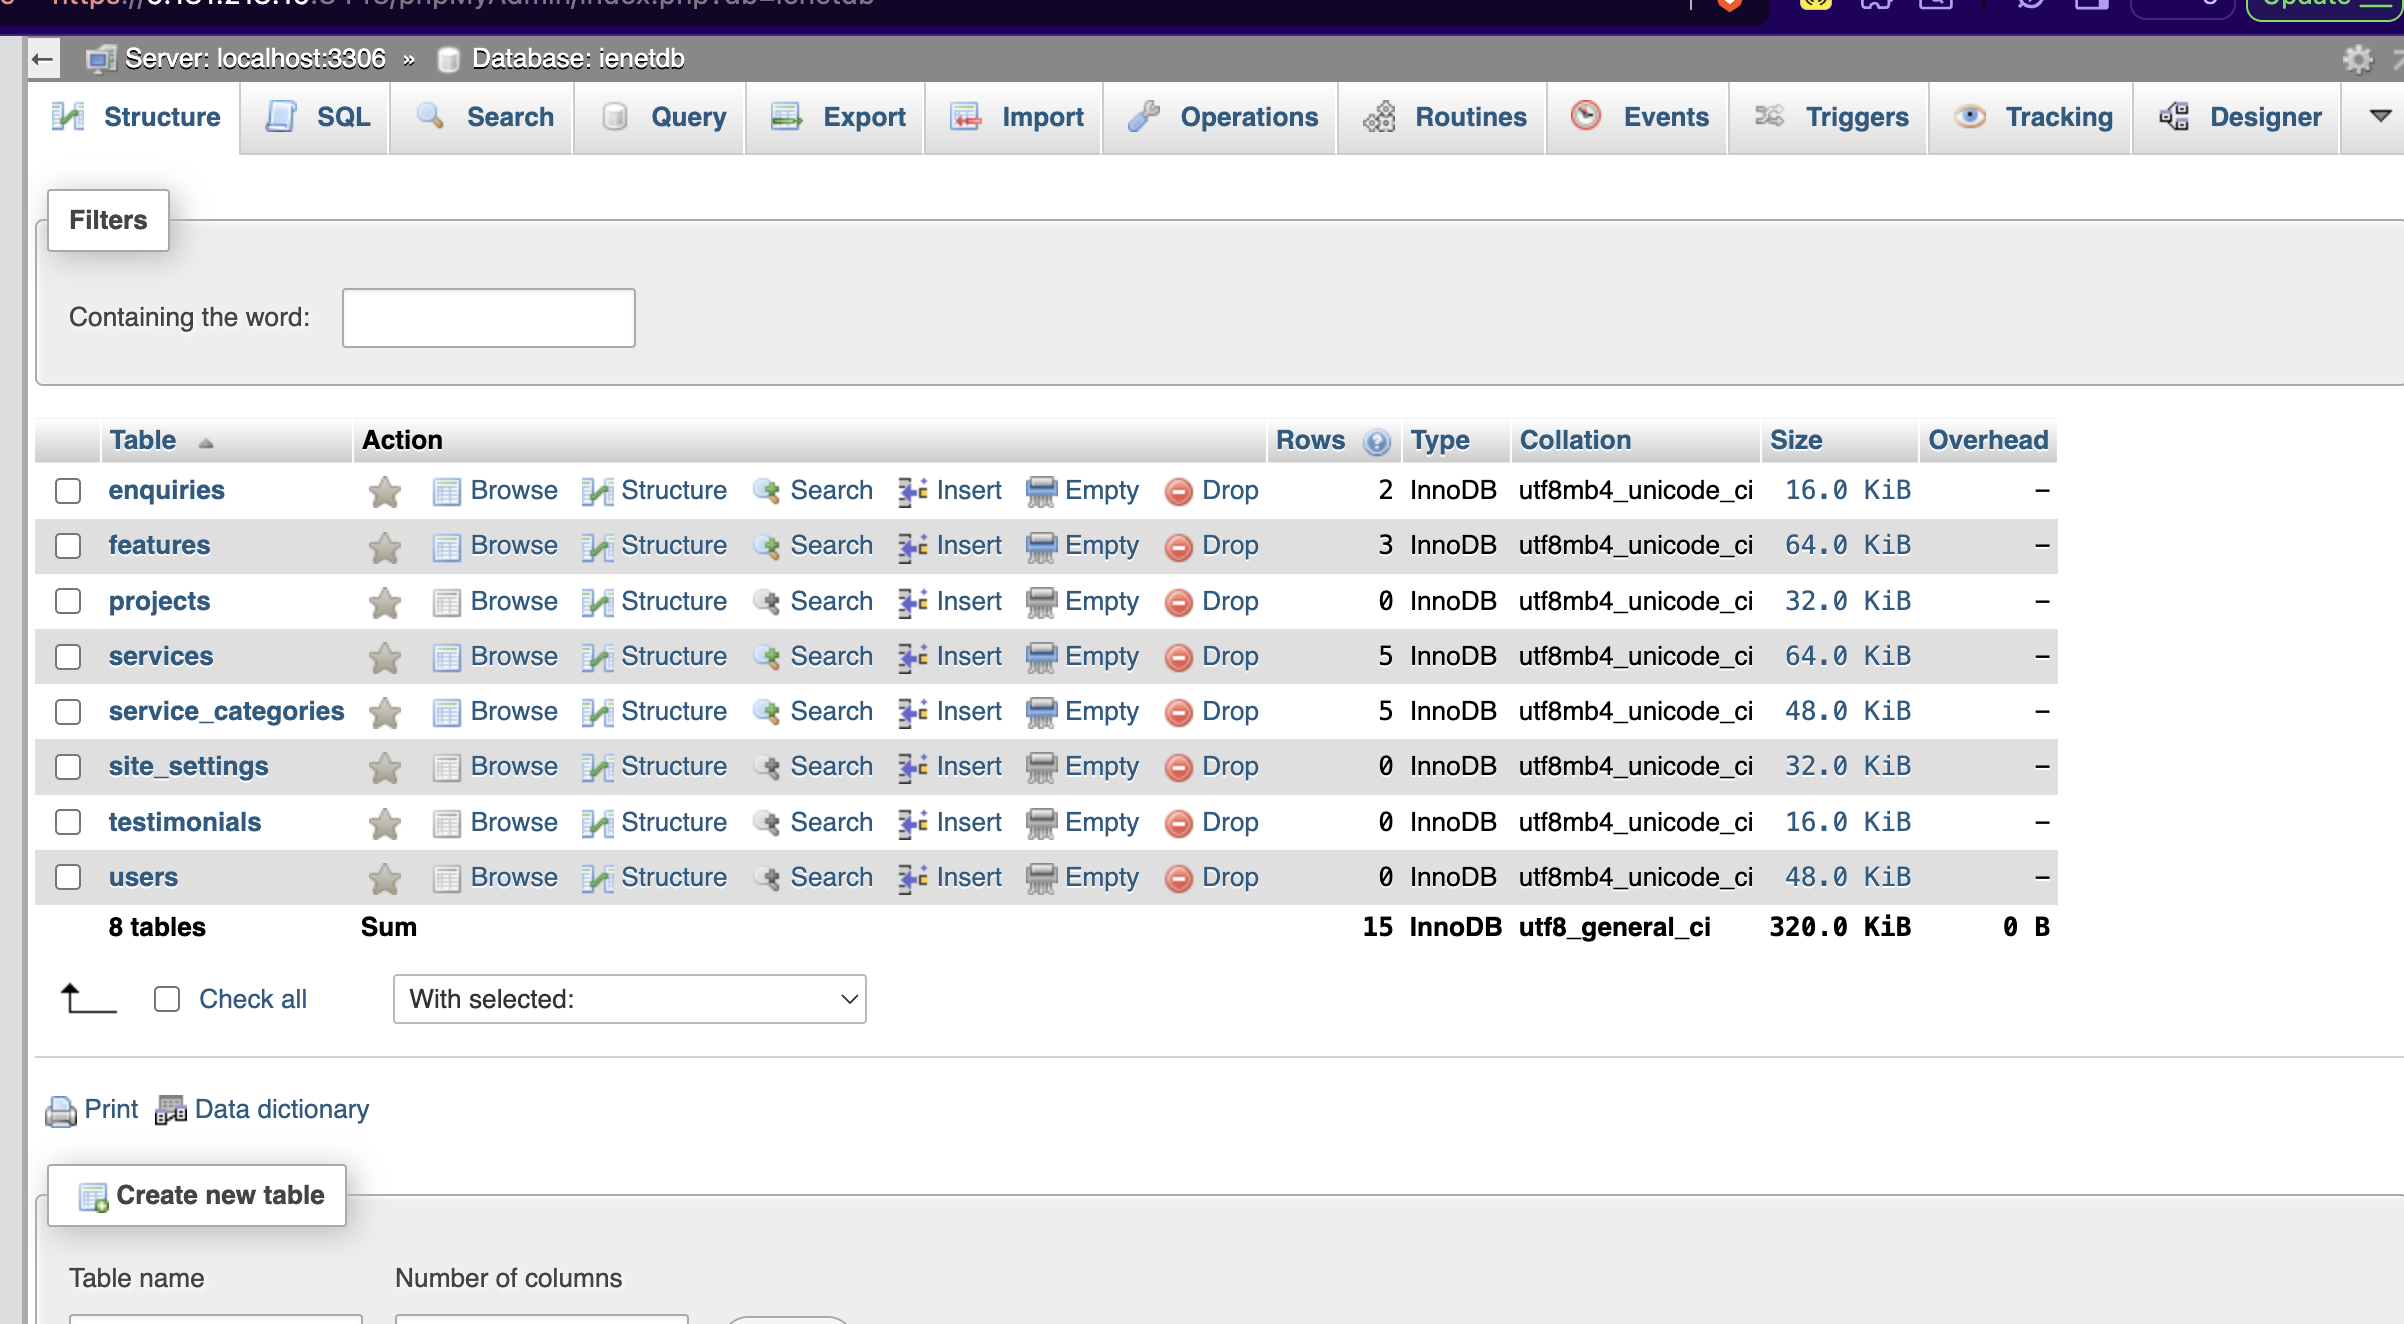 Server: localhost:3306 » Database: ienetdb
Structure SQL Search Query Export Import Operations Routines Events Triggers Tracking Designer
Filters
Containing the word:
Table Action Rows Type Collation Size Overhead
enquiries Browse Structure Search Insert Empty Drop 2 InnoDB utf8mb4_unicode_ci 16.0 KiB –
features Browse Structure Search Insert Empty Drop 3 InnoDB utf8mb4_unicode_ci 64.0 KiB –
projects Browse Structure Search Insert Empty Drop 0 InnoDB utf8mb4_unicode_ci 32.0 KiB –
services Browse Structure Search Insert Empty Drop 5 InnoDB utf8mb4_unicode_ci 64.0 KiB –
service_categories Browse Structure Search Insert Empty Drop 5 InnoDB utf8mb4_unicode_ci 48.0 KiB –
site_settings Browse Structure Search Insert Empty Drop 0 InnoDB utf8mb4_unicode_ci 32.0 KiB –
testimonials Browse Structure Search Insert Empty Drop 0 InnoDB utf8mb4_unicode_ci 16.0 KiB –
users Browse Structure Search Insert Empty Drop 0 InnoDB utf8mb4_unicode_ci 48.0 KiB –
8 tables Sum 15 InnoDB utf8_general_ci 320.0 KiB 0 B
Check all With selected:
Print Data dictionary
Create new table
Table name Number of columns